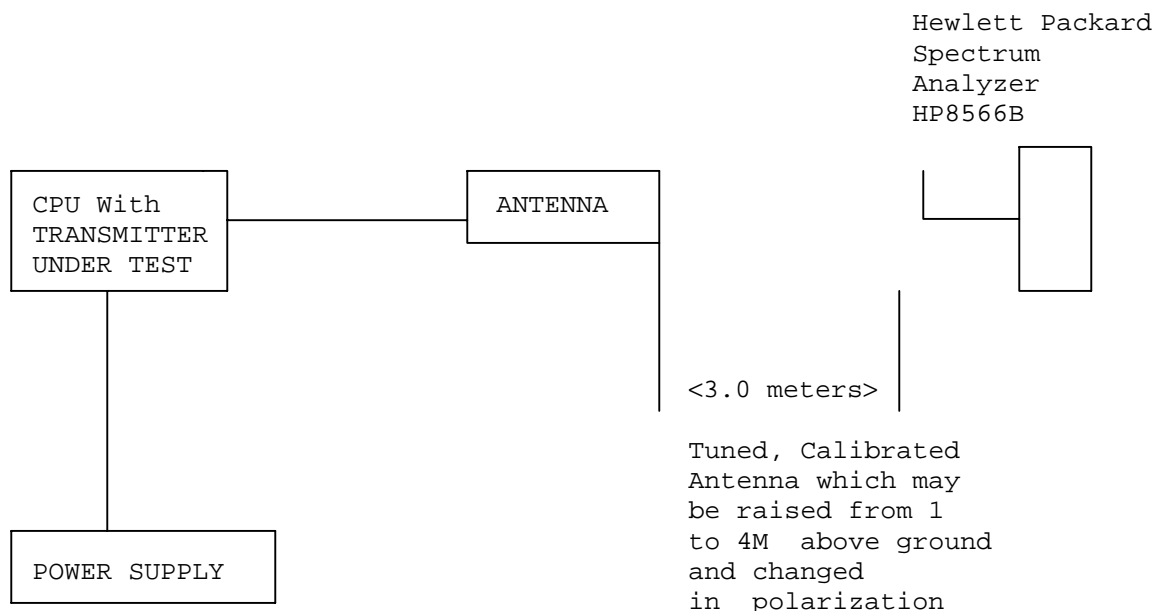 Hewlett Packard
Spectrum
Analyzer
HP8566B
CPU With
TRANSMITTER
UNDER TEST
ANTENNA
<3.0 meters>
Tuned, Calibrated
Antenna which may
be raised from 1
to 4M above ground
and changed
in polarization
POWER SUPPLY